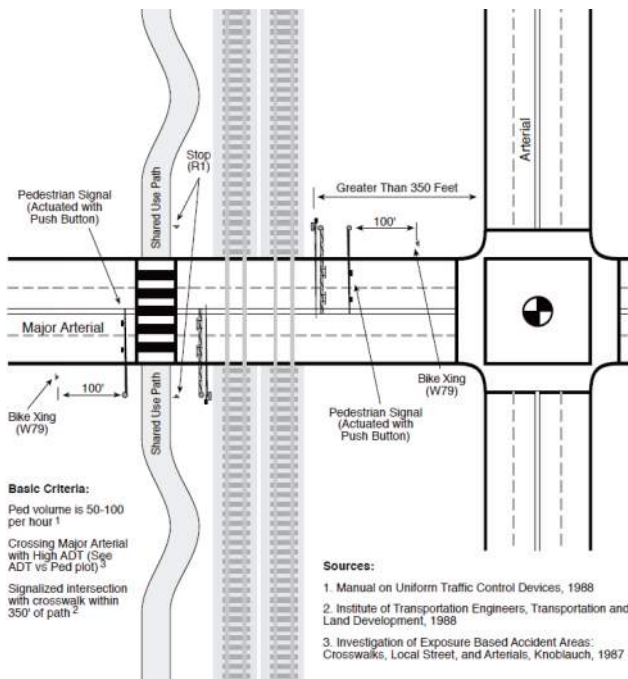 Stop
(R1)
Pedestrian Signal
(Actuated with
Push Button)
Shared Use Path
Greater Than 350 Feet
100'
Arterial
Major Arterial
100'
Bike Xing
(W79)
Shared Use Path
Bike Xing
(W79)
Pedestrian Signal
(Actuated with
Push Button)
Basic Criteria:
Ped volume is 50-100
per hour 1
Crossing Major Arterial
with High ADT (See
ADT vs Ped plot) 3
Signalized intersection
with crosswalk within
350' of path 2
Sources:
1. Manual on Uniform Traffic Control Devices, 1988
2. Institute of Transportation Engineers, Transportation and
Land Development, 1988
3. Investigation of Exposure Based Accident Areas:
Crosswalks, Local Street, and Arterials, Knoblauch, 1987